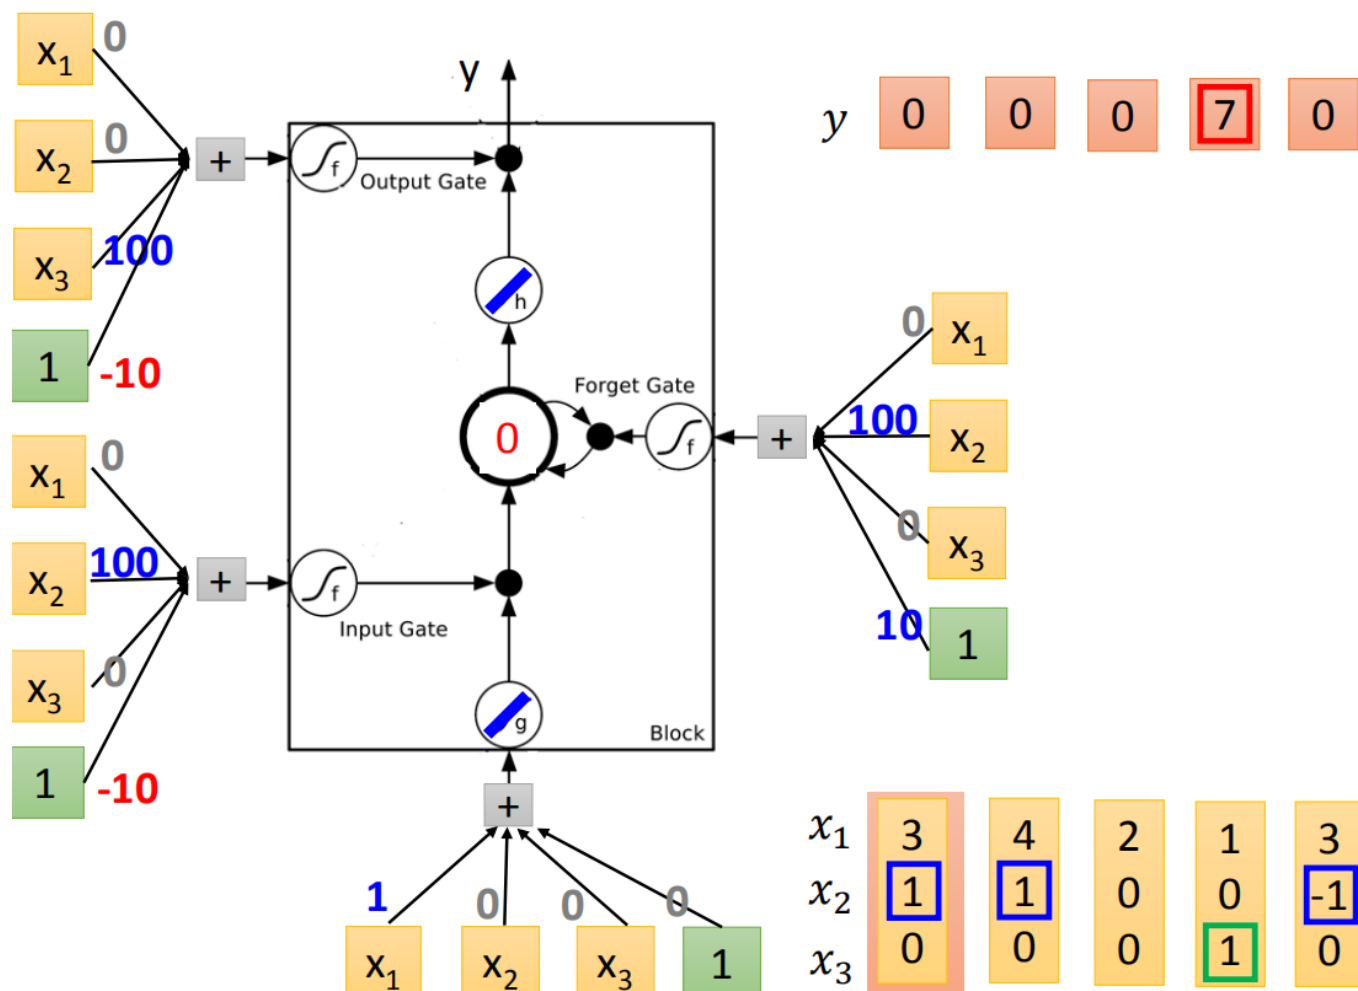 x1 0
x2 0
x3 100
1 -10
+
f
Output Gate
y
h
y 0 0 0 7 0
Forget Gate
0
f
+
0 x1
100 x2
0 x3
10 1
x1 0
x2 100
x3 0
1 -10
+
f
Input Gate
g
Block
+
1 0 0 0
x1 x2 x3 1
x1 3 4 2 1 3
x2 1 1 0 0 -1
x3 0 0 0 1 0